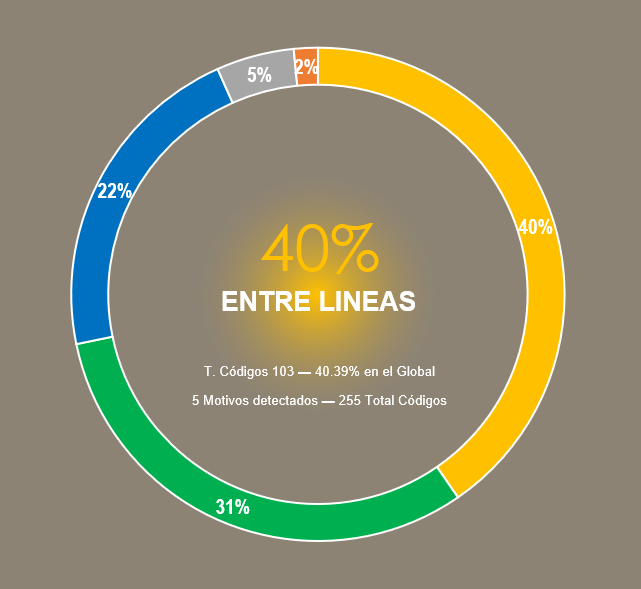 5%
2%
22%
40%
40%
ENTRE LINEAS
T. Códigos 103 — 40.39% en el Global
5 Motivos detectados — 255 Total Códigos
31%